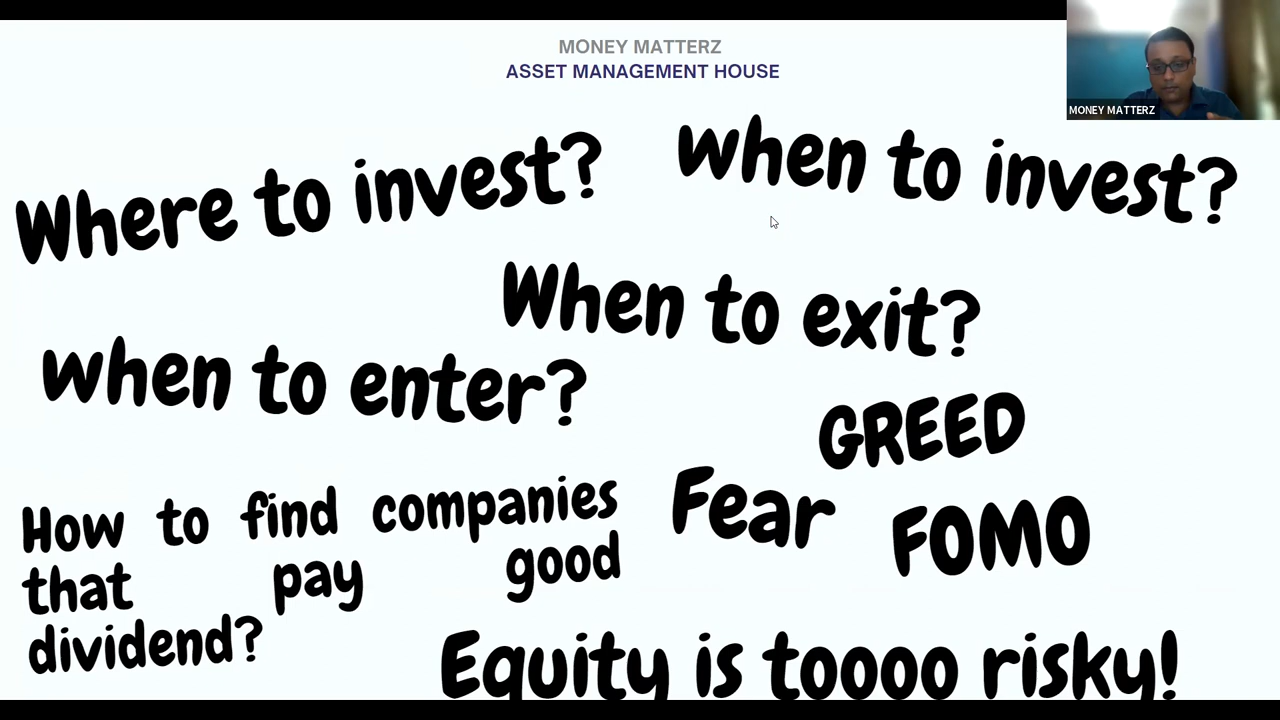 MONEY MATTERZ
ASSET MANAGEMENT HOUSE
MONEY MATTERZ
Where to invest?
When to invest?
When to exit?
When to enter?
GREED
How to find companies
that pay good
dividend?
Fear
FOMO
Equity is toooo risky!